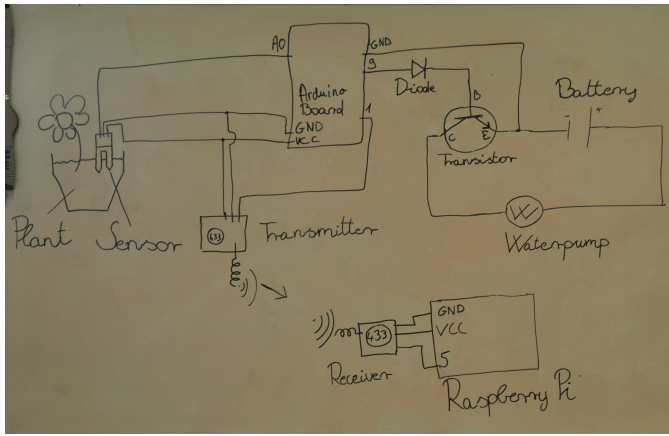 A0
GND
9
Arduino
Board
1
GND
VCC
Diode
B
C
E
Transistor
Battery
-
+
Plant
Sensor
433
Transmitter
W
Waterpump
433
Receiver
GND
VCC
5
Raspberry Pi